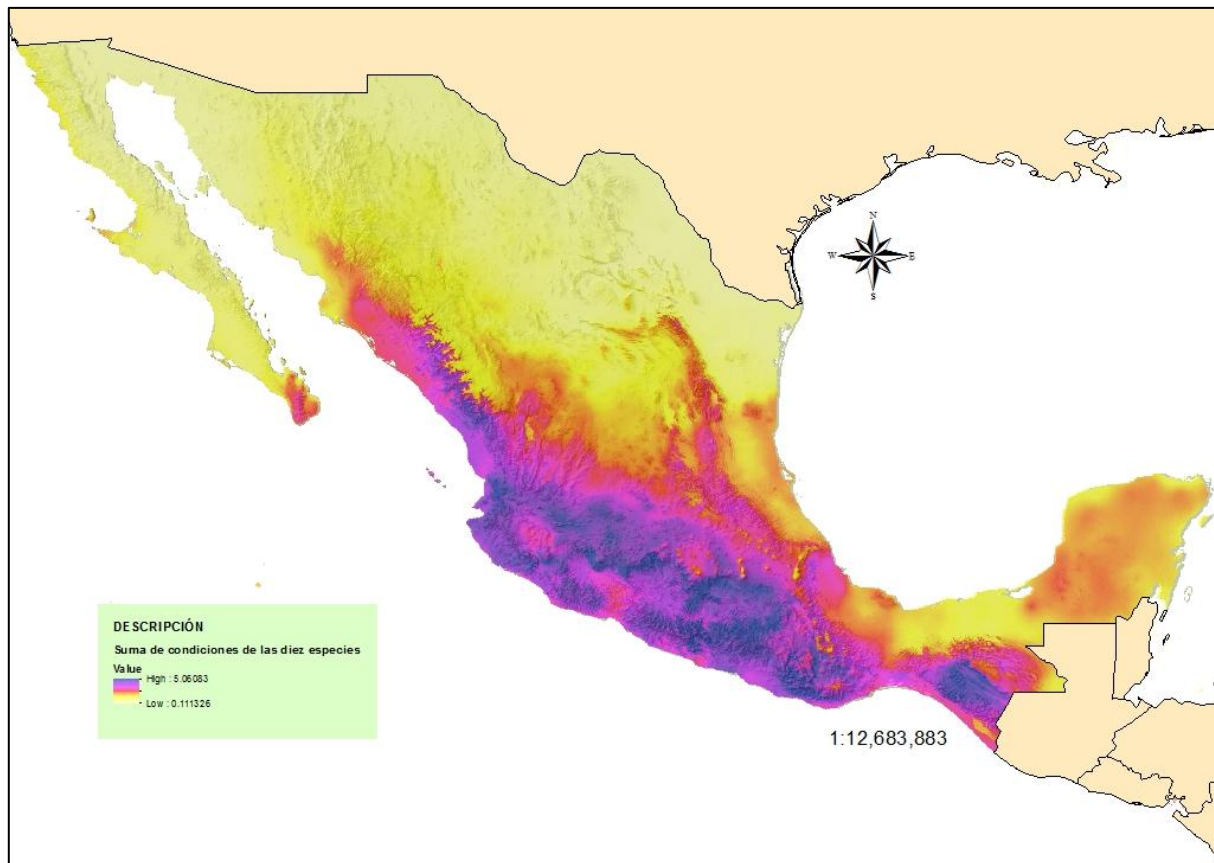 N
W
E
S
DESCRIPCIÓN
Suma de condiciones de las diez especies
Value
High : 5.06083
Low : 0.111326
1:12,683,883